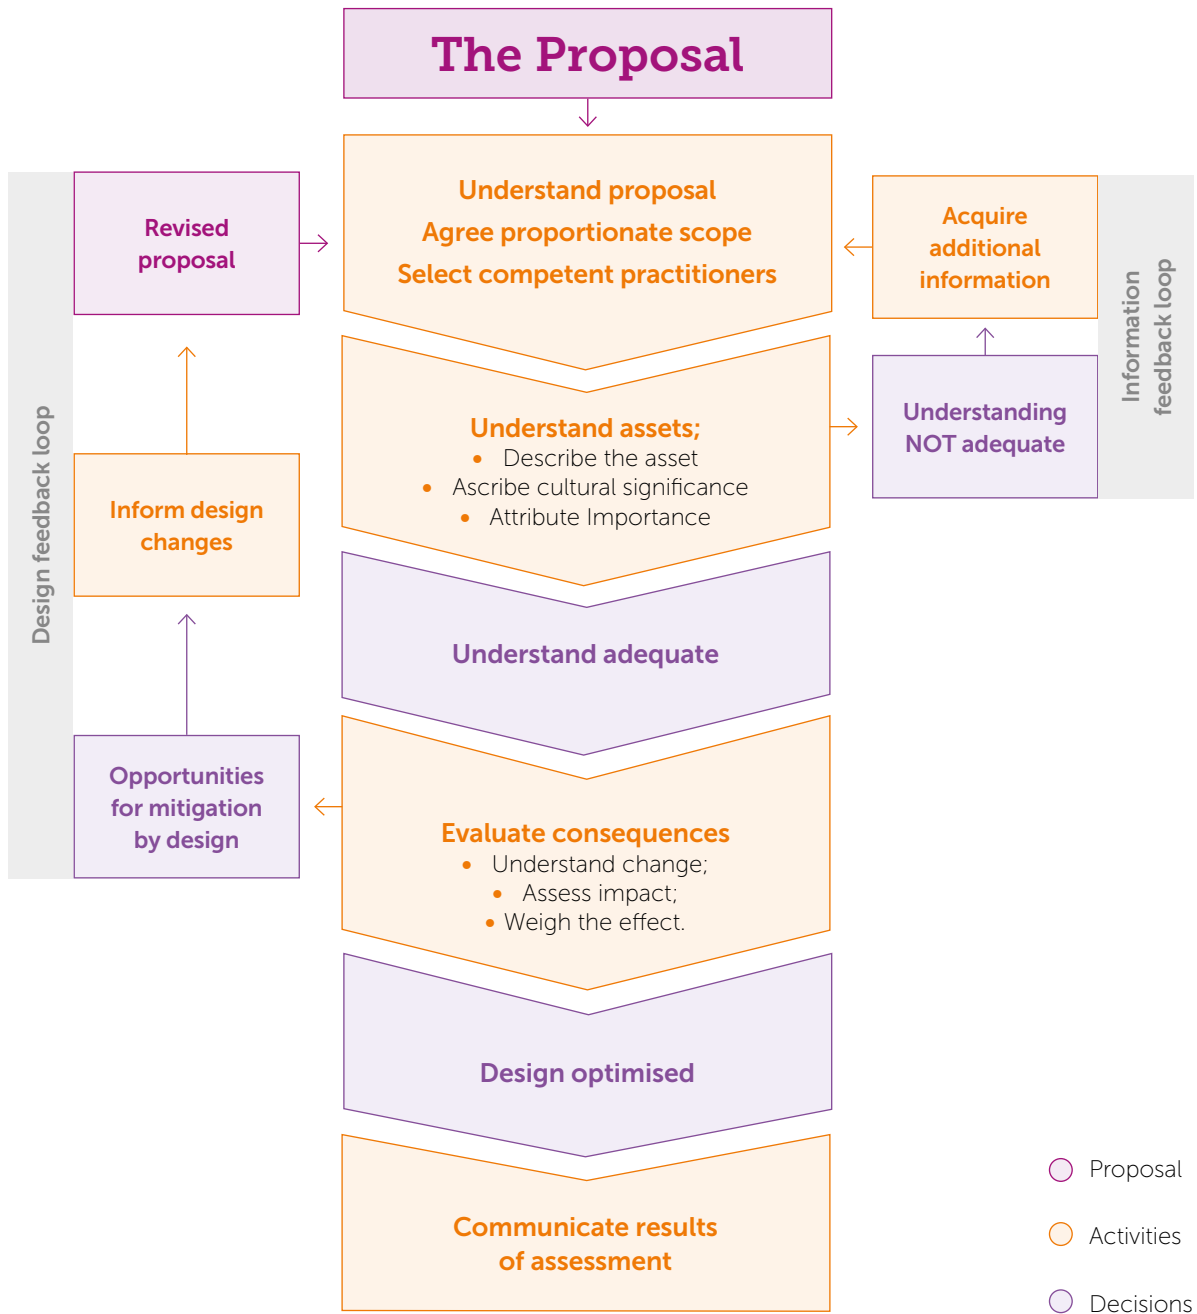 The Proposal
Understand proposal
Agree proportionate scope
Select competent practitioners
Revised
proposal
Acquire
additional
information
Design feedback loop
Information
feedback loop
Understand assets;
• Describe the asset
• Ascribe cultural significance
• Attribute Importance
Understanding
NOT adequate
Inform design
changes
Understand adequate
Opportunities
for mitigation
by design
Evaluate consequences
• Understand change;
• Assess impact;
• Weigh the effect.
Design optimised
Communicate results
of assessment
Proposal
Activities
Decisions